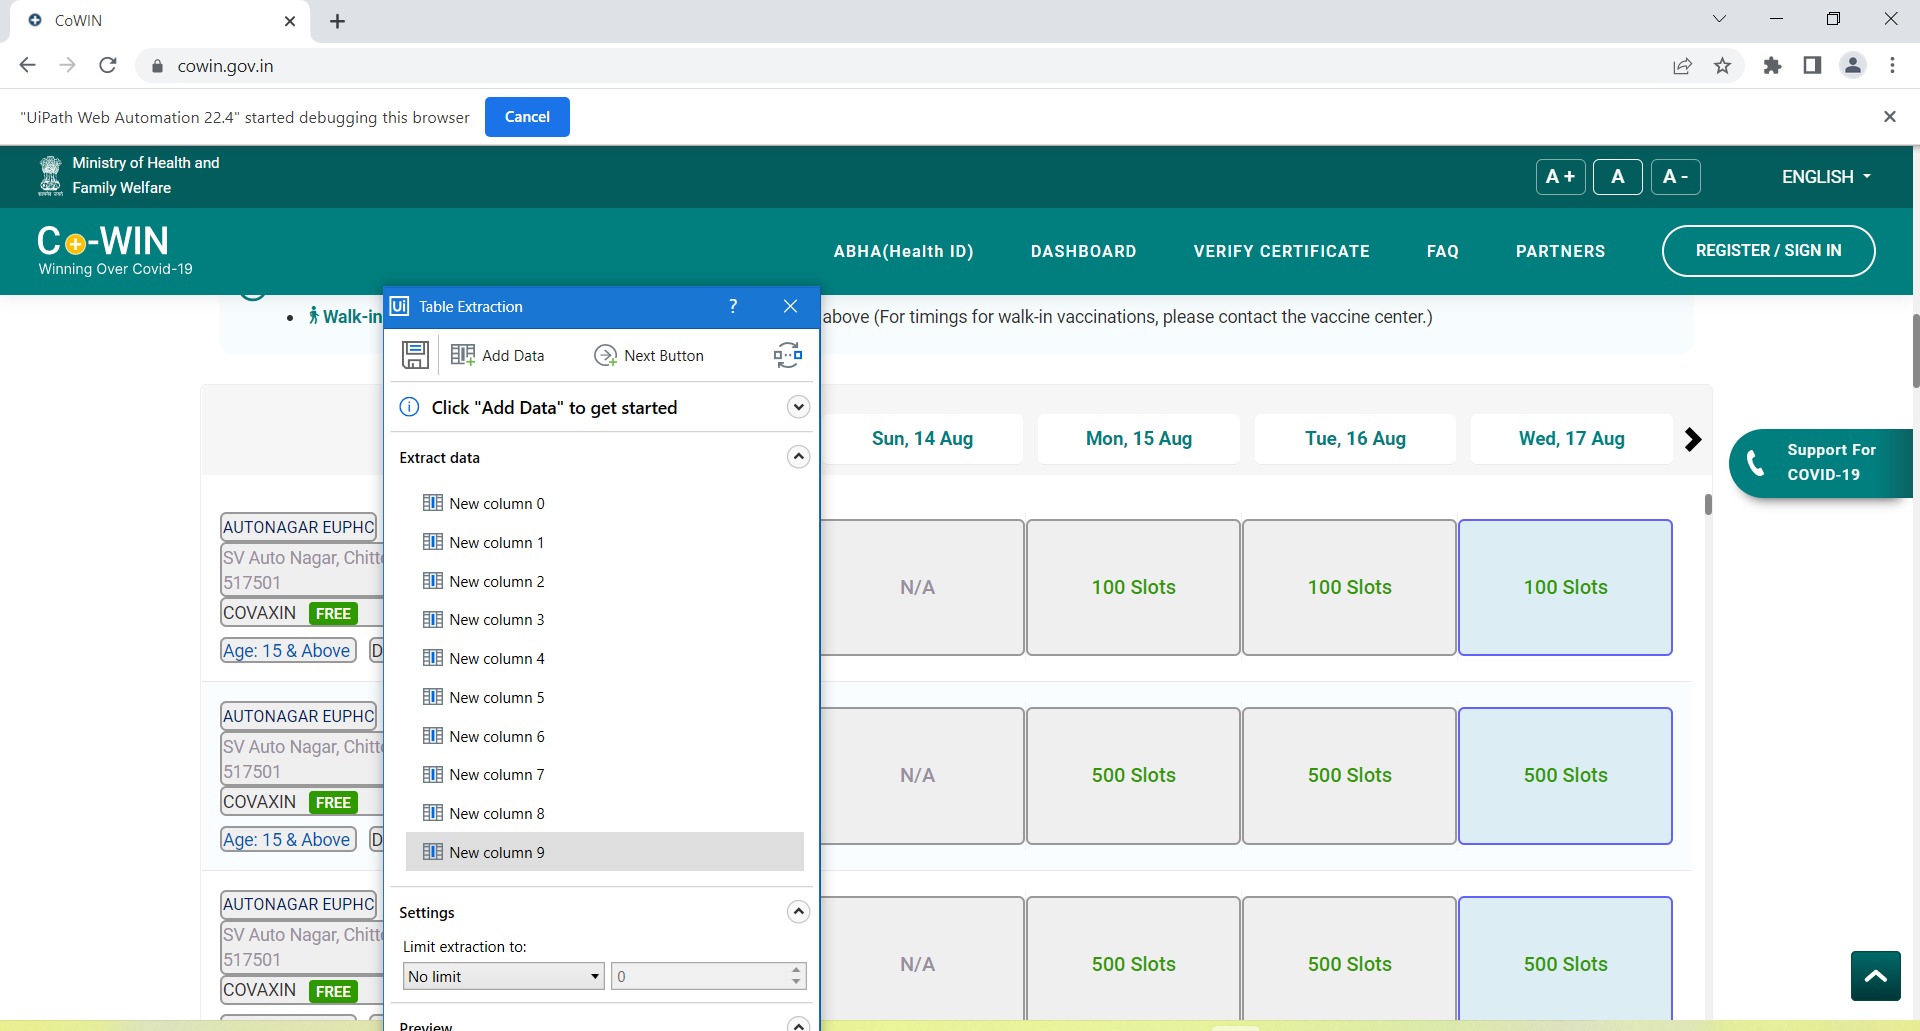 CoWIN
cowin.gov.in
"UiPath Web Automation 22.4" started debugging this browser
Cancel
Ministry of Health and
Family Welfare
A +
A
A -
ENGLISH
Co-WIN
Winning Over Covid-19
ABHA(Health ID)
DASHBOARD
VERIFY CERTIFICATE
FAQ
PARTNERS
REGISTER / SIGN IN
Walk-in
above (For timings for walk-in vaccinations, please contact the vaccine center.)
Ui Table Extraction
?
Add Data
Next Button
Click "Add Data" to get started
Extract data
New column 0
New column 1
New column 2
New column 3
New column 4
New column 5
New column 6
New column 7
New column 8
New column 9
Settings
Limit extraction to:
No limit
0
Preview
Sun, 14 Aug
Mon, 15 Aug
Tue, 16 Aug
Wed, 17 Aug
Support For
COVID-19
AUTONAGAR EUPHC
SV Auto Nagar, Chitt
517501
COVAXIN FREE
Age: 15 & Above D
N/A
100 Slots
100 Slots
100 Slots
AUTONAGAR EUPHC
SV Auto Nagar, Chitt
517501
COVAXIN FREE
Age: 15 & Above D
N/A
500 Slots
500 Slots
500 Slots
AUTONAGAR EUPHC
SV Auto Nagar, Chitt
517501
COVAXIN FREE
N/A
500 Slots
500 Slots
500 Slots